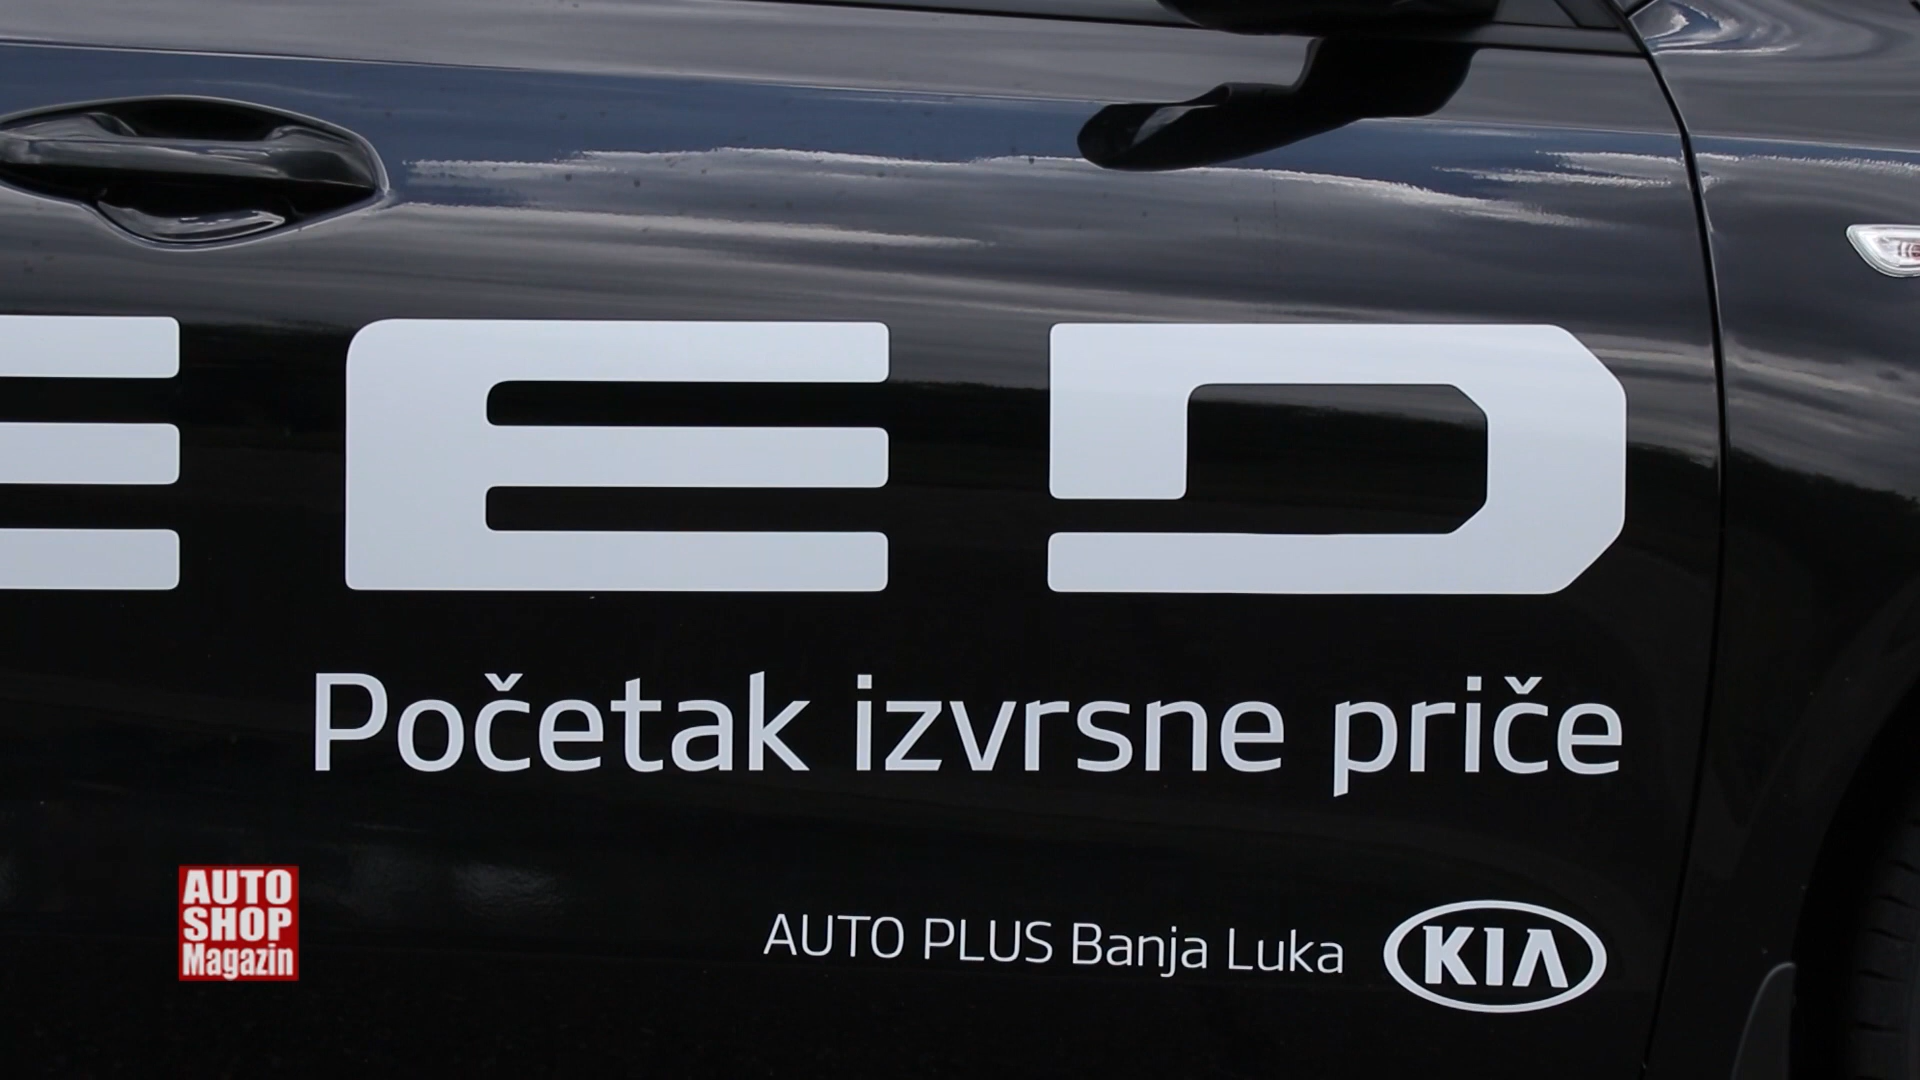 EED
Početak izvrsne priče
AUTO PLUS Banja Luka KIA
AUTO
SHOP
Magazin